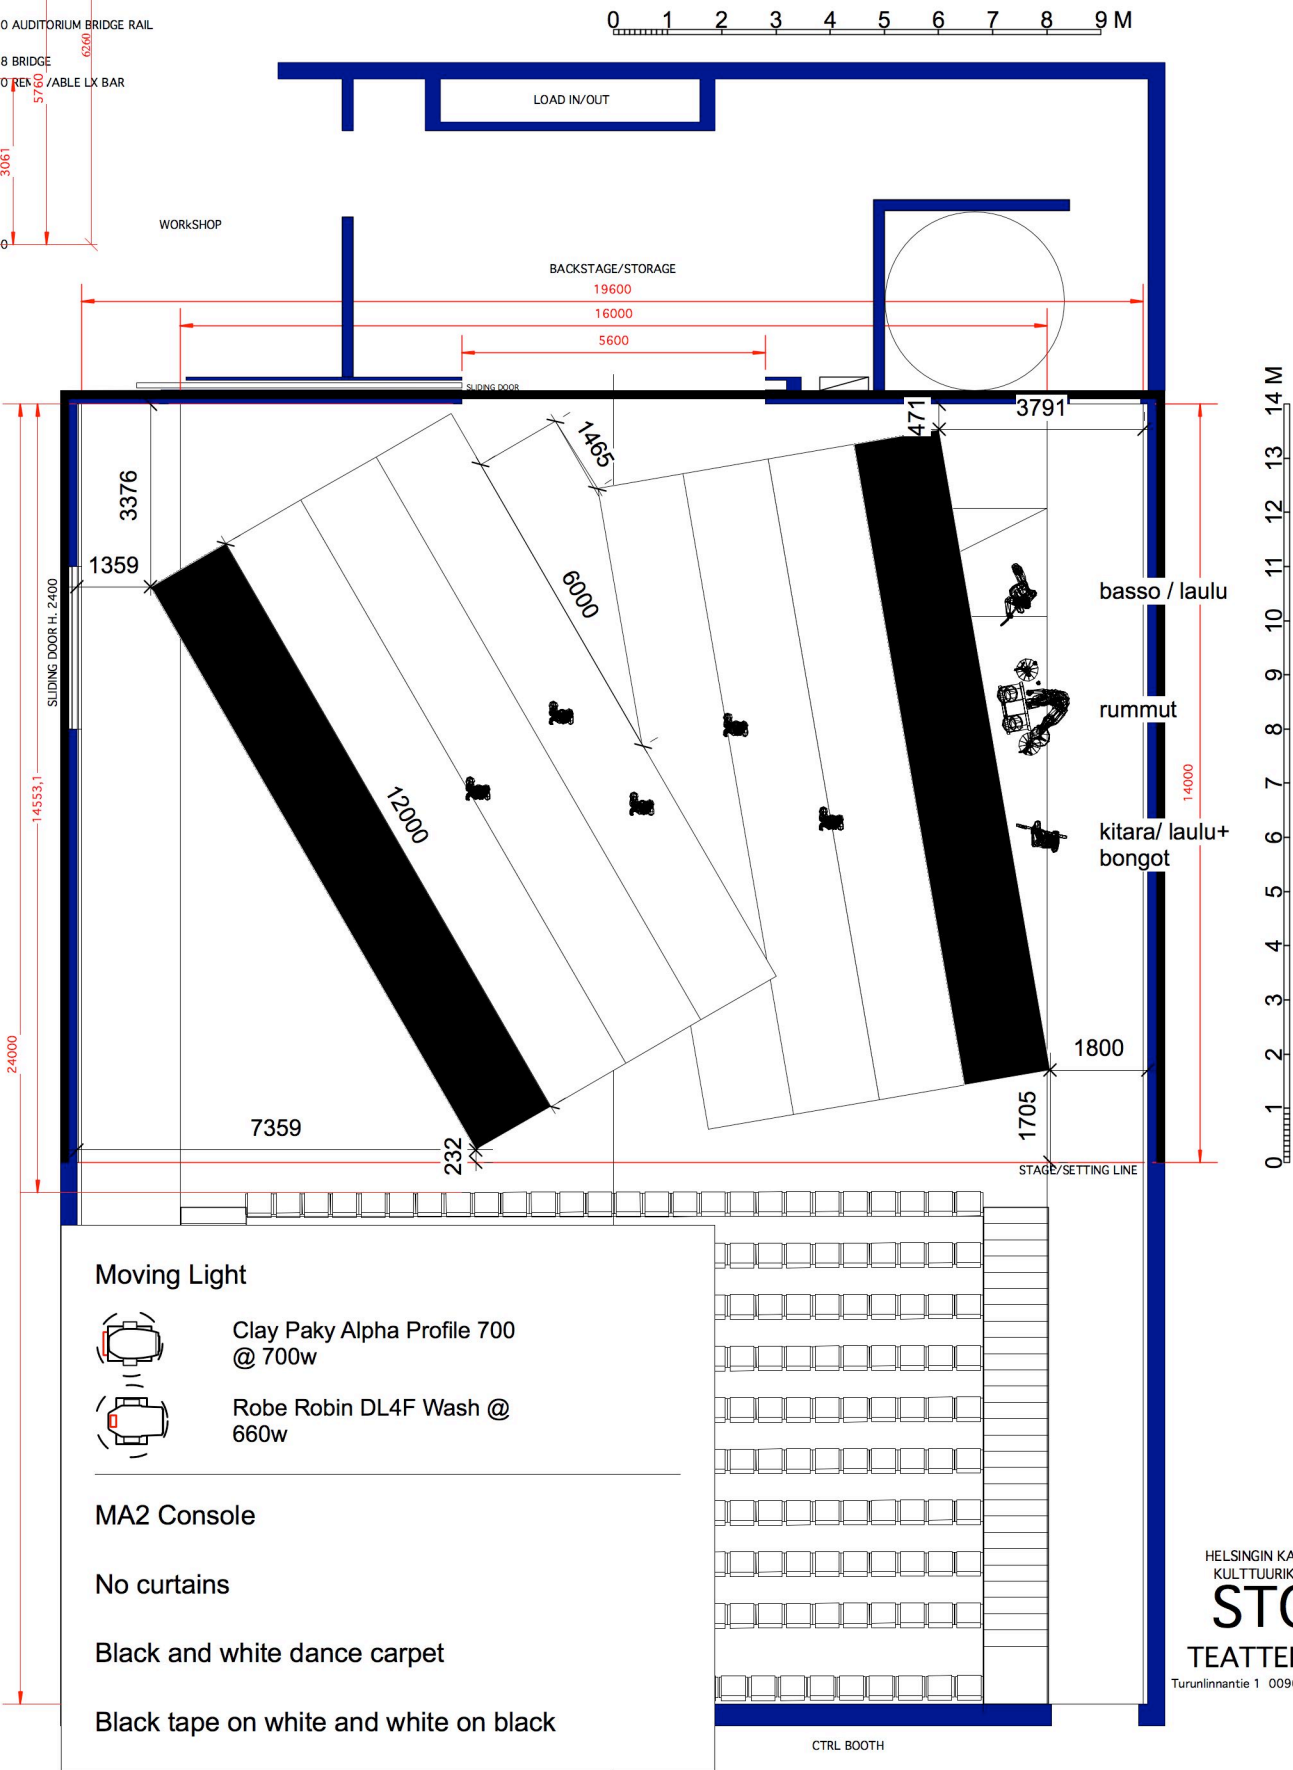 0 1 2 3 4 5 6 7 8 9 M
0 AUDITORIUM BRIDGE RAIL
6260
8 BRIDGE
5760
LOAD IN/OUT
3061
0
WORkSHOP
BACKSTAGE/STORAGE
19600
16000
5600
SLIDING DOOR
471
3791
14 M
13
12
11
10
9
8
7
6
5
4
3
2
1
0
1465
3376
1359
6000
SLIDING DOOR H. 2400
basso / laulu
rummut
14553,1
12000
14000
kitara/ laulu+
bongot
24000
1800
7359
232
1705
STAGE/SETTING LINE
Moving Light
Clay Paky Alpha Profile 700
@ 700w
Robe Robin DL4F Wash @
660w
MA2 Console
No curtains
Black and white dance carpet
Black tape on white and white on black
HELSINGIN KA
KULTTUURIK
STO
TEATTE
Turunlinnantie 1 009
CTRL BOOTH